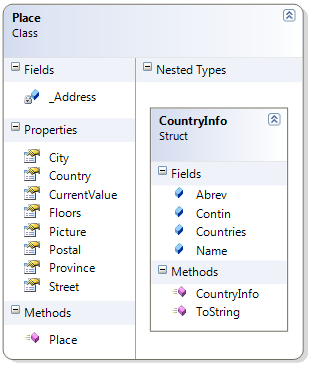 Place
Class
Fields
_Address
Properties
City
Country
CurrentValue
Floors
Picture
Postal
Province
Street
Methods
Place
Nested Types
CountryInfo
Struct
Fields
Abrev
Contin
Countries
Name
Methods
CountryInfo
ToString